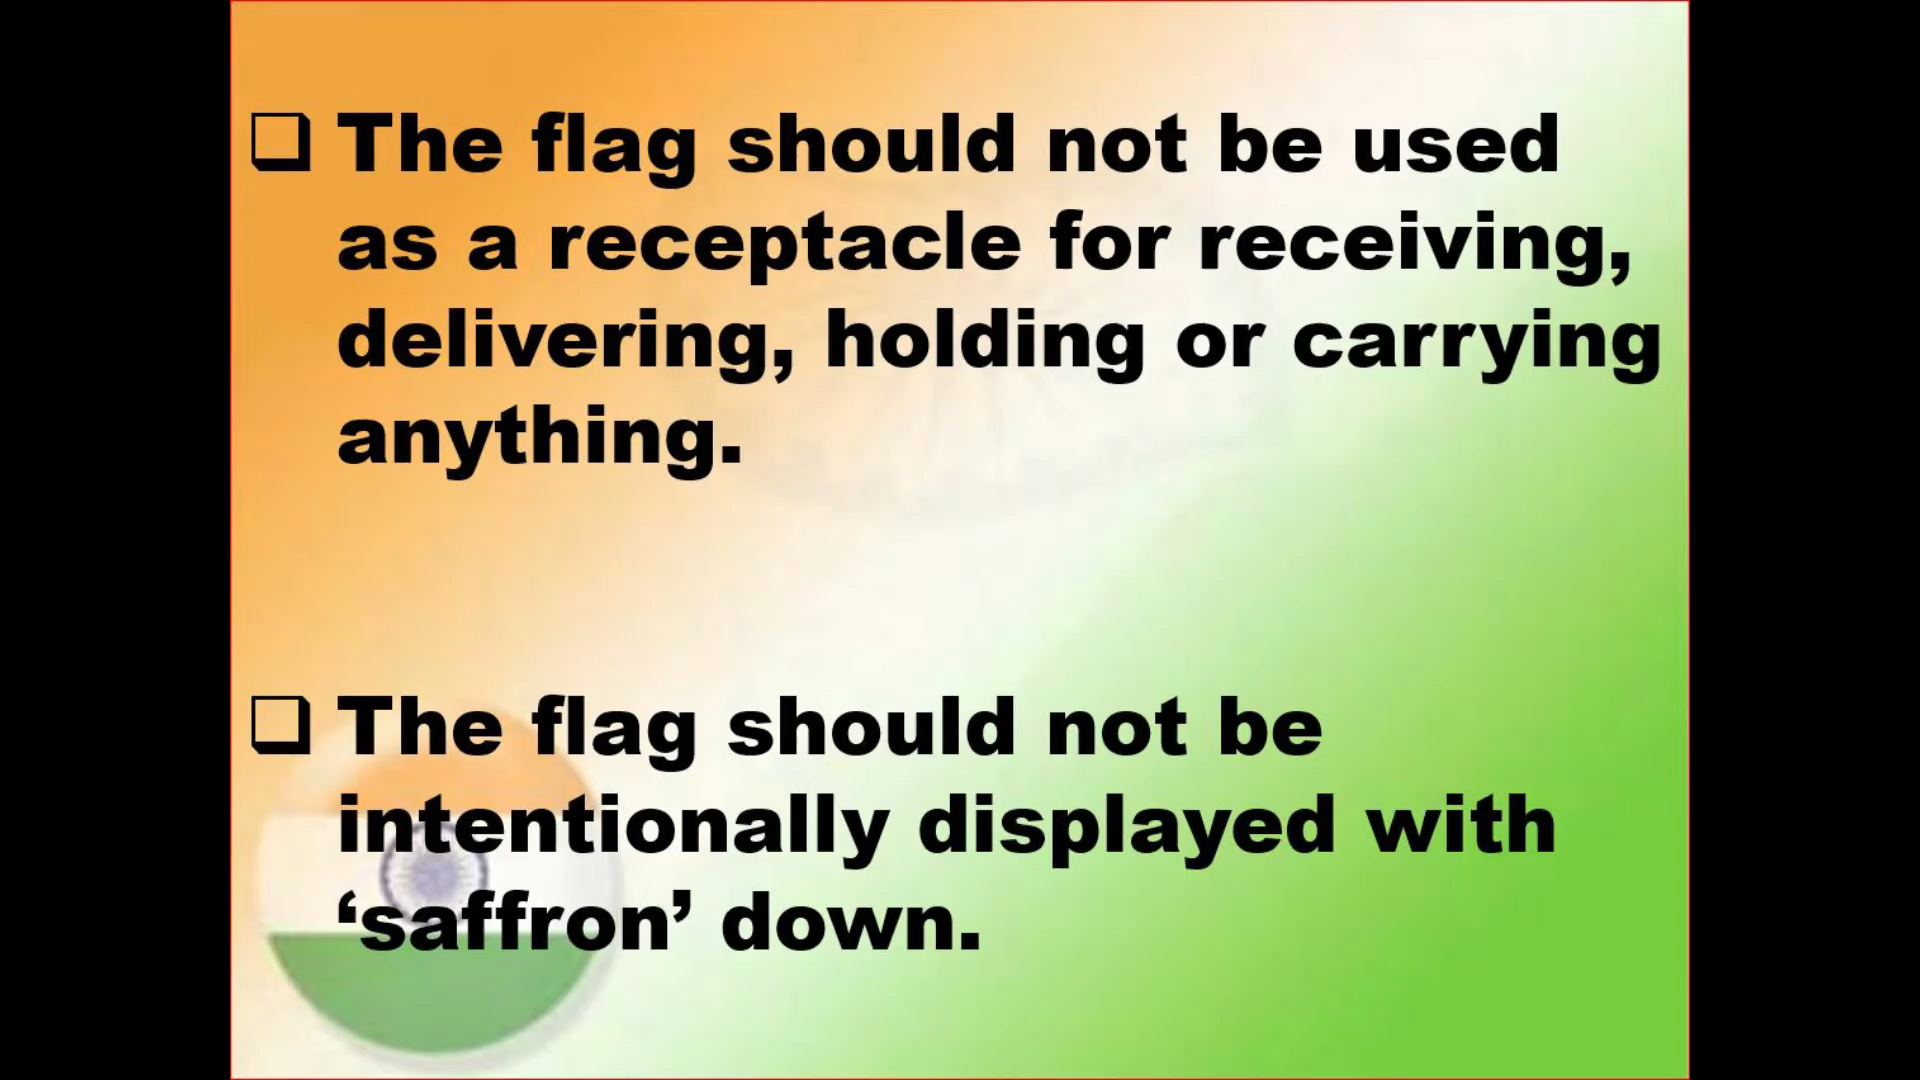 The flag should not be used
as a receptacle for receiving,
delivering, holding or carrying
anything.
The flag should not be
intentionally displayed with
‘saffron’ down.